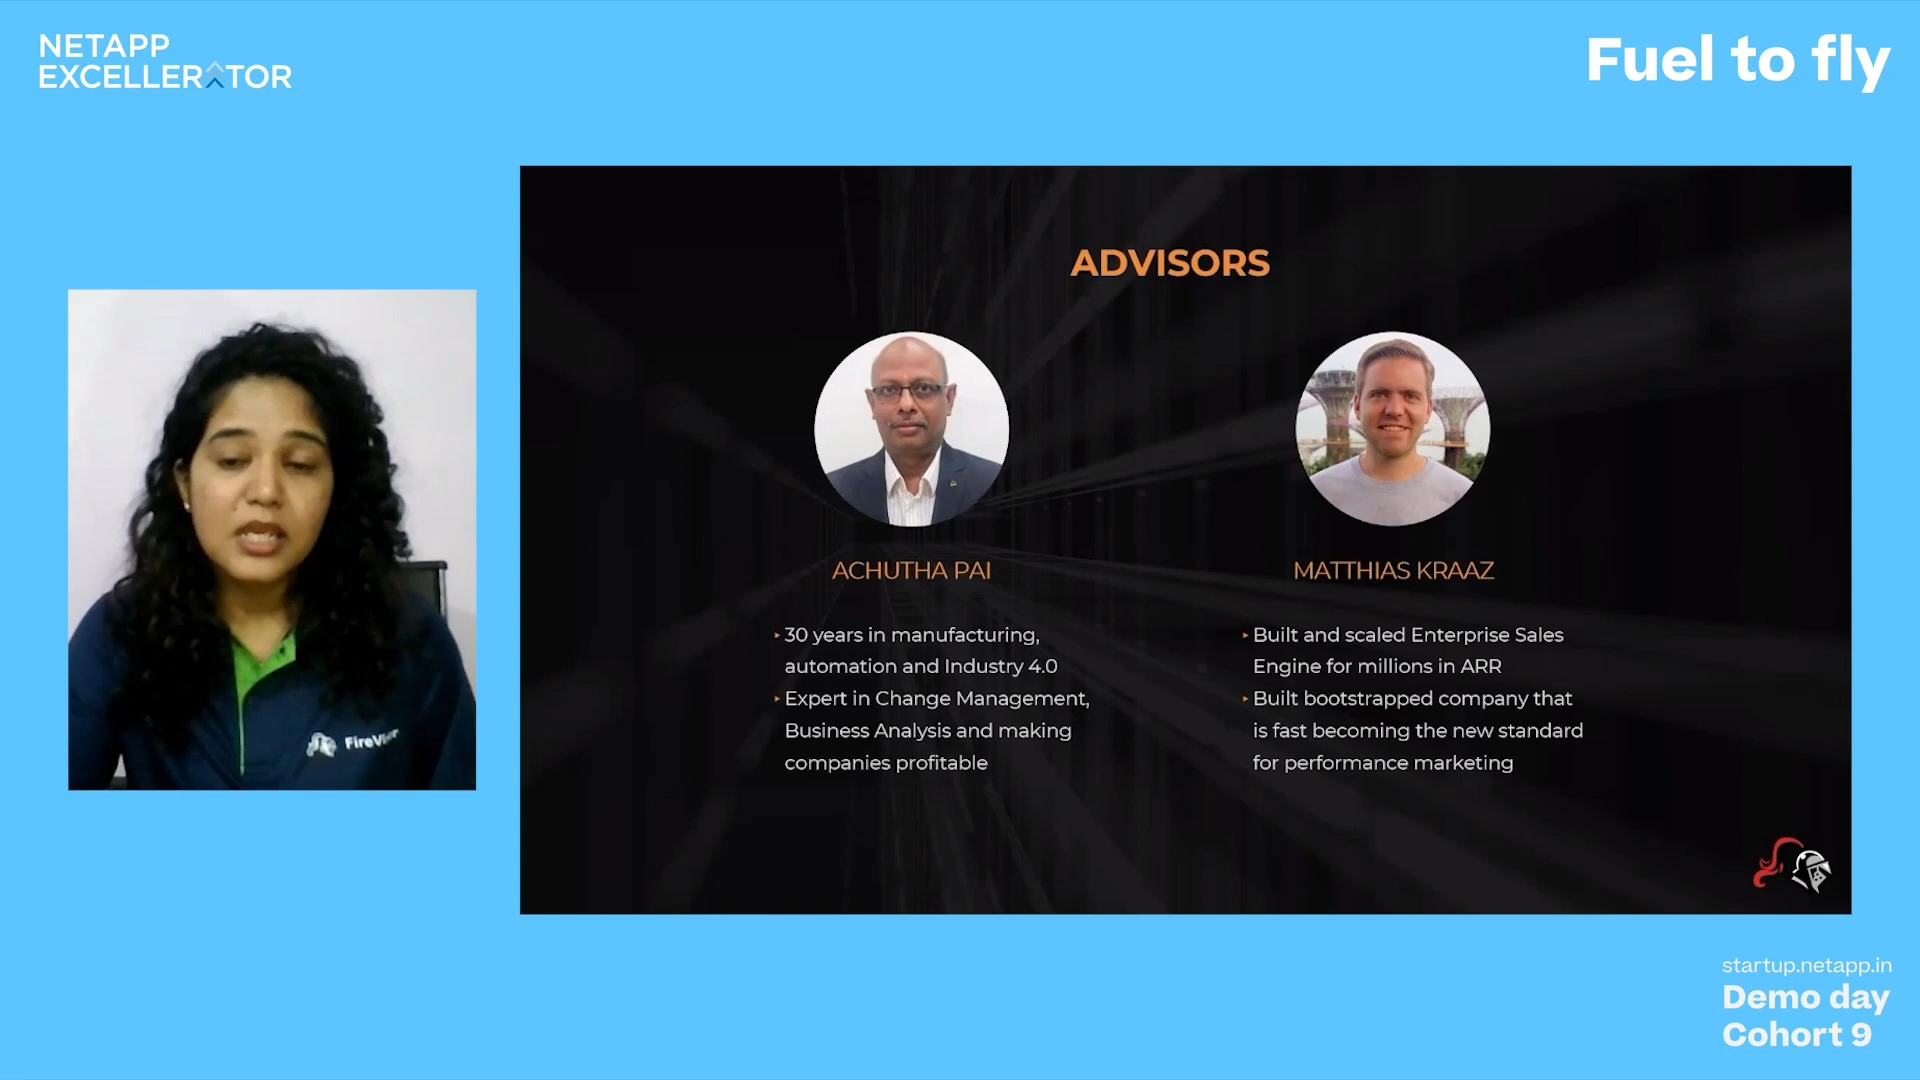 NETAPP
EXCELLERATOR
Fuel to fly
ADVISORS
ACHUTHA PAI
30 years in manufacturing,
automation and Industry 4.0
Expert in Change Management,
Business Analysis and making
companies profitable
MATTHIAS KRAAZ
Built and scaled Enterprise Sales
Engine for millions in ARR
Built bootstrapped company that
is fast becoming the new standard
for performance marketing
startup.netapp.in
Demo day
Cohort 9